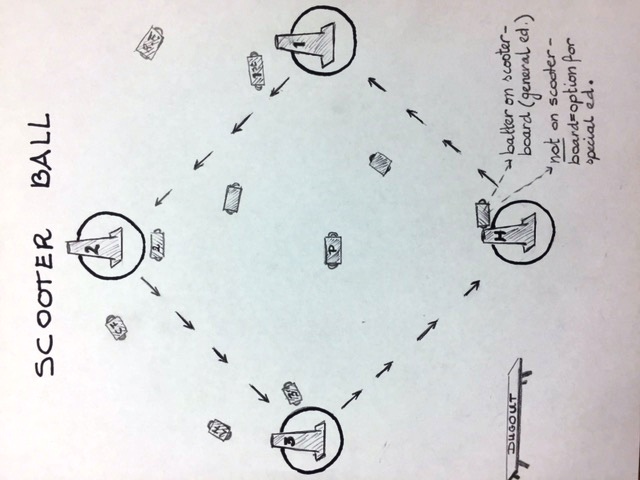 SCOOTER BALL
1
2
P
H
3
batter on scooter-
board (general ed.)
not on scooter-
board=option for
special ed.
DUGOUT